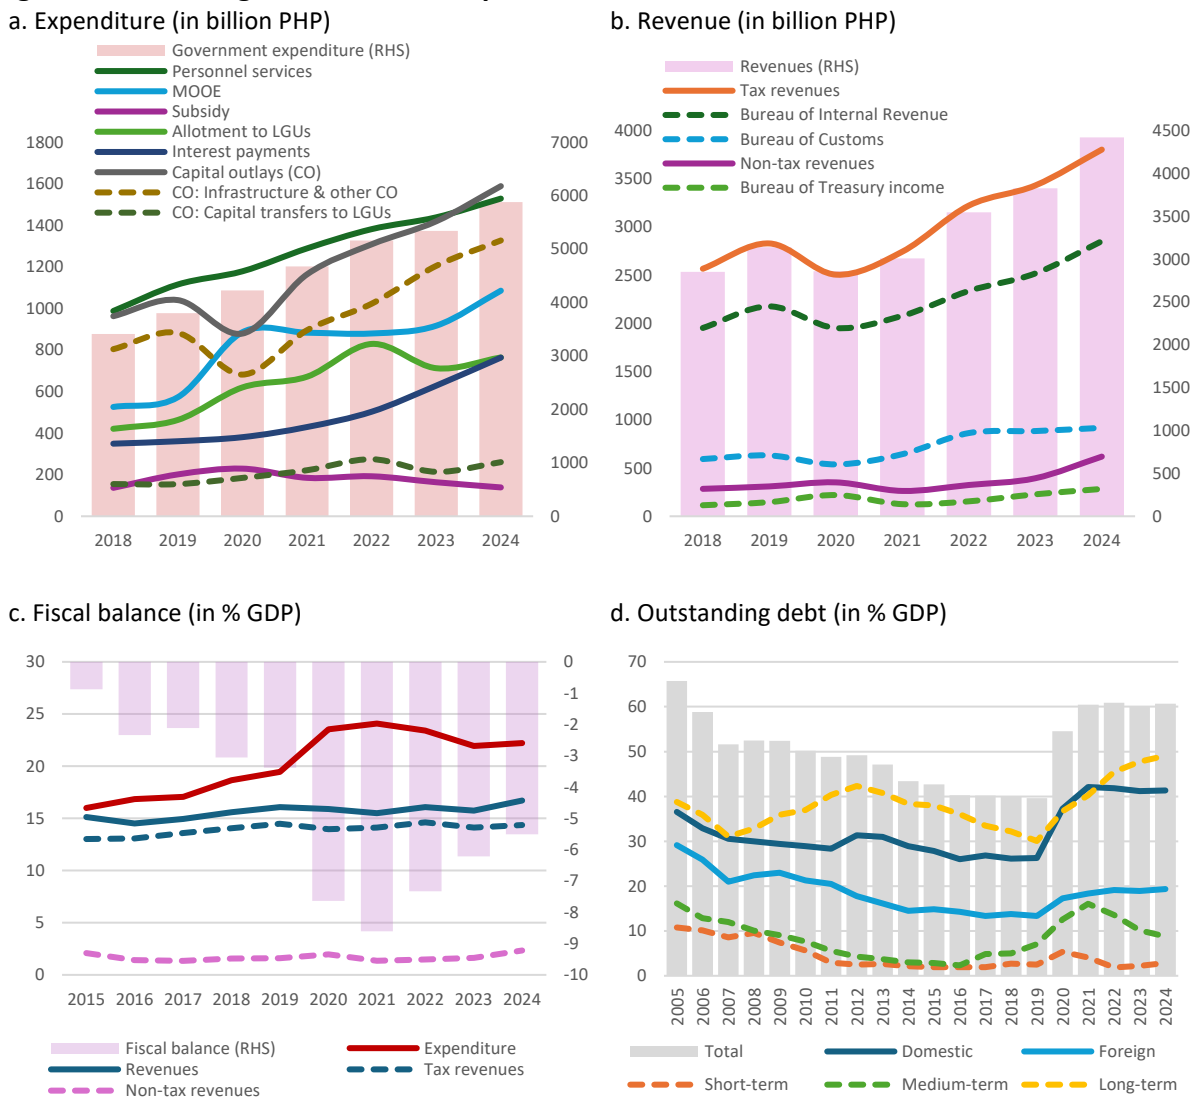 a. Expenditure (in billion PHP)
Government expenditure (RHS)
Personnel services
MOOE
Subsidy
Allotment to LGUs
Interest payments
Capital outlays (CO)
CO: Infrastructure & other CO
CO: Capital transfers to LGUs
1800
1600
1400
1200
1000
800
600
400
200
0
7000
6000
5000
4000
3000
2000
1000
0
2018 2019 2020 2021 2022 2023 2024
b. Revenue (in billion PHP)
Revenues (RHS)
Tax revenues
Bureau of Internal Revenue
Bureau of Customs
Non-tax revenues
Bureau of Treasury income
4000
3500
3000
2500
2000
1500
1000
500
0
4500
4000
3500
3000
2500
2000
1500
1000
500
0
2018 2019 2020 2021 2022 2023 2024
c. Fiscal balance (in % GDP)
30
25
20
15
10
5
0
0
-1
-2
-3
-4
-5
-6
-7
-8
-9
-10
2015 2016 2017 2018 2019 2020 2021 2022 2023 2024
Fiscal balance (RHS) Expenditure
Revenues Tax revenues
Non-tax revenues
d. Outstanding debt (in % GDP)
70
60
50
40
30
20
10
0
2005 2006 2007 2008 2009 2010 2011 2012 2013 2014 2015 2016 2017 2018 2019 2020 2021 2022 2023 2024
Total Domestic Foreign
Short-term Medium-term Long-term